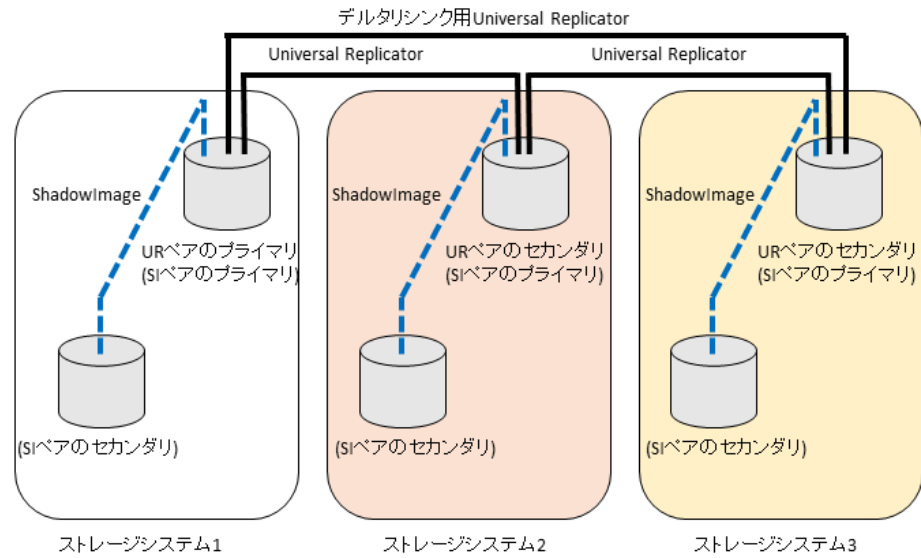 デルタリシンク用Universal Replicator
Universal Replicator
Universal Replicator
ShadowImage
ShadowImage
ShadowImage
URペアのプライマリ
(SIペアのプライマリ)
URペアのセカンダリ
(SIペアのプライマリ)
URペアのセカンダリ
(SIペアのプライマリ)
(SIペアのセカンダリ)
(SIペアのセカンダリ)
(SIペアのセカンダリ)
ストレージシステム1
ストレージシステム2
ストレージシステム3